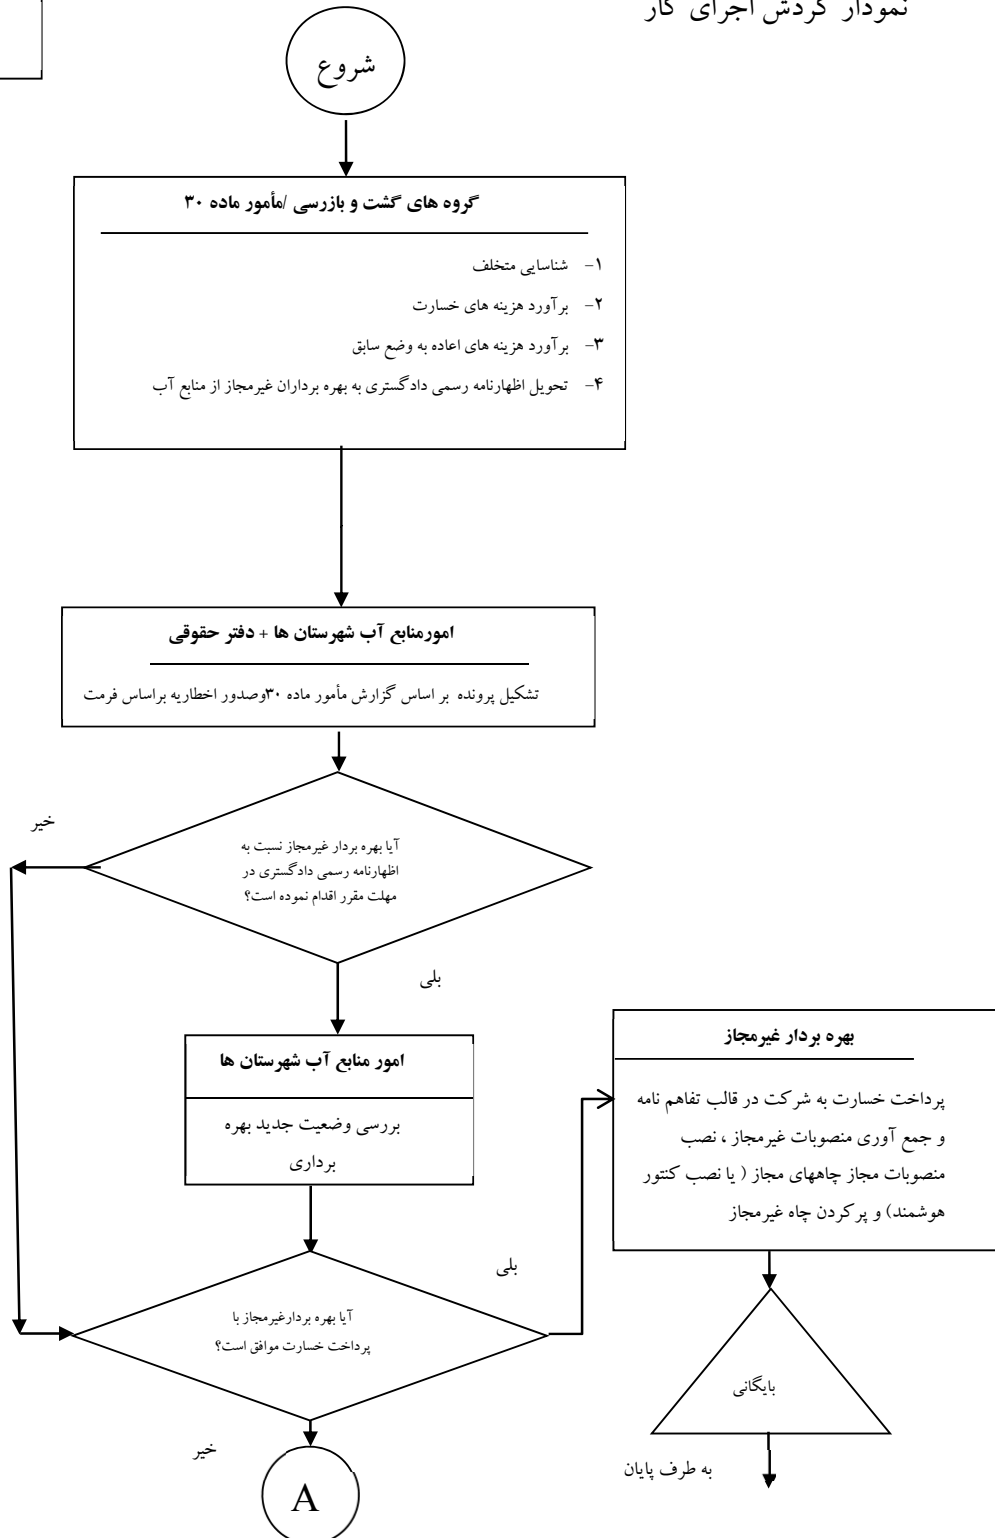 نمودار گردش اجرای کار
شروع
گروه های گشت و بازرسی /مأمور ماده ۳۰
۱- شناسایی متخلف
۲- برآورد هزینه های خسارت
۳- برآورد هزینه های اعاده به وضع سابق
۴- تحویل اظهارنامه رسمی دادگستری به بهره برداران غیرمجاز از منابع آب
امورمنابع آب شهرستان ها + دفتر حقوقی
تشکیل پرونده بر اساس گزارش مأمور ماده ۳۰وصدور اخطاریه براساس فرمت
خیر
آیا بهره بردار غیرمجاز نسبت به
اظهارنامه رسمی دادگستری در
مهلت مقرر اقدام نموده است؟
بلی
امور منابع آب شهرستان ها
بررسی وضعیت جدید بهره
برداری
بهره بردار غیرمجاز
پرداخت خسارت به شرکت در قالب تفاهم نامه
و جمع آوری منصوبات غیرمجاز ، نصب
منصوبات مجاز چاههای مجاز ( یا نصب کنتور
هوشمند) و پرکردن چاه غیرمجاز
بلی
آیا بهره بردارغیرمجاز با
پرداخت خسارت موافق است؟
بایگانی
خیر
به طرف پایان
A